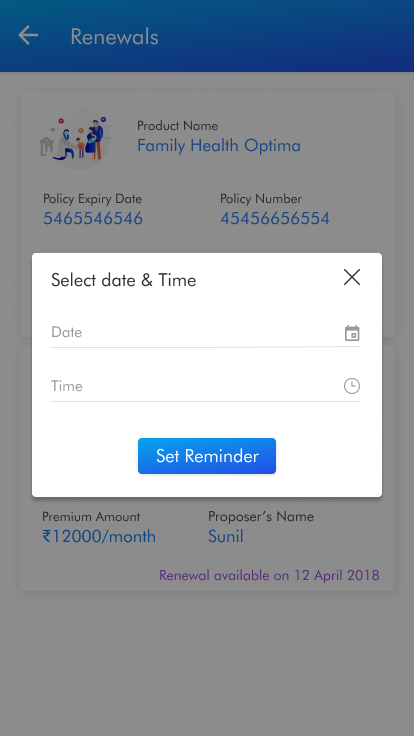 Renewals
Product Name
Family Health Optima
Policy Expiry Date
Policy Number
5465546546
45456656554
Select date & Time
Date
Time
Set Reminder
Premium Amount
Proposer's Name
₹12000/month
Sunil
Renewal available on 12 April 2018